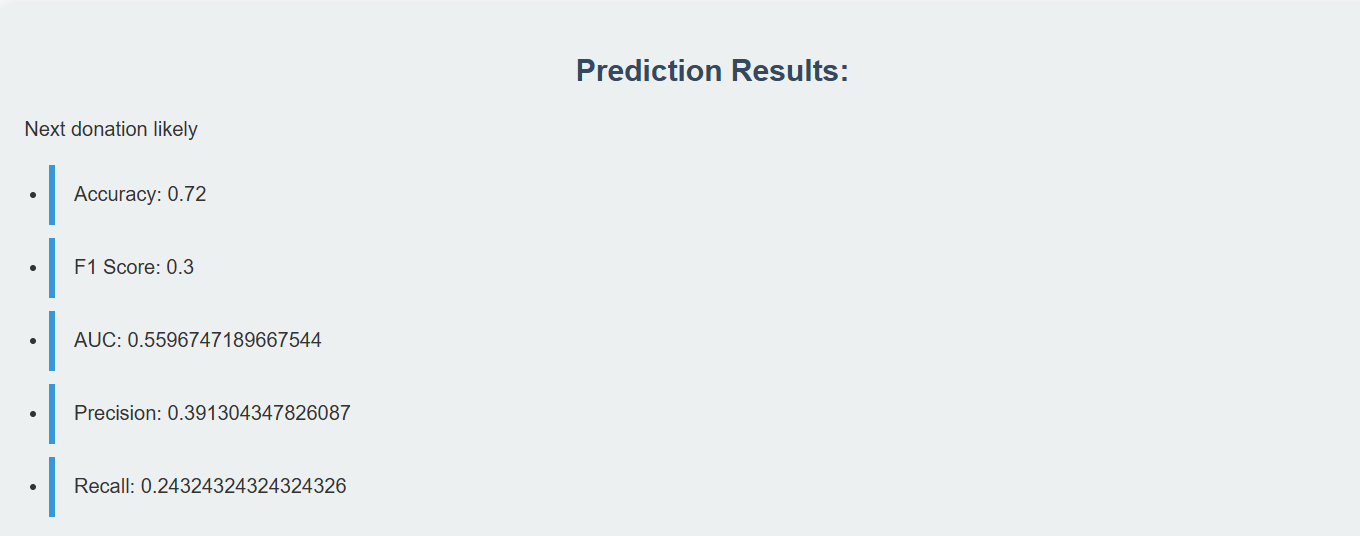 Prediction Results:
Next donation likely
Accuracy: 0.72
F1 Score: 0.3
AUC: 0.5596747189667544
Precision: 0.391304347826087
Recall: 0.24324324324324326